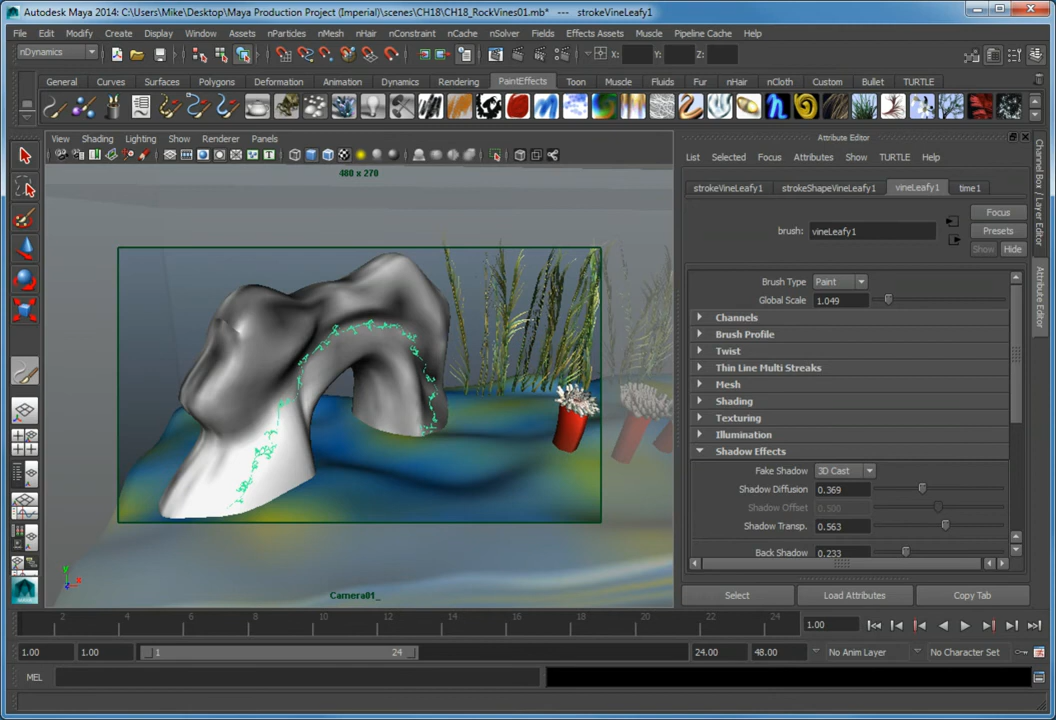 Autodesk Maya 2014: C:\Users\Mike\Desktop\Maya Production Project (Imperial)\scenes\CH18\CH18_RockVines01.mb* --- strokeVineLeafy1
File Edit Modify Create Display Window Assets nParticles nMesh nHair nConstraint nCache nSolver Fields Effects Assets Muscle Pipeline Cache Help
nDynamics X: Y: Z:
General Curves Surfaces Polygons Deformation Animation Dynamics Rendering PaintEffects Toon Muscle Fluids Fur nHair nCloth Custom Bullet TURTLE
View Shading Lighting Show Renderer Panels
480 x 270
Camera01_
y
x
z
Attribute Editor
List Selected Focus Attributes Show TURTLE Help
strokeVineLeafy1 strokeShapeVineLeafy1 vineLeafy1 time1
Focus
brush: vineLeafy1 Presets
Show Hide
Brush Type Paint
Global Scale 1.049
Channels
Brush Profile
Twist
Thin Line Multi Streaks
Mesh
Shading
Texturing
Illumination
Shadow Effects
Fake Shadow 3D Cast
Shadow Diffusion 0.369
Shadow Offset 0.500
Shadow Transp. 0.563
Back Shadow 0.233
Select Load Attributes Copy Tab
Channel Box / Layer Editor
Attribute Editor
2 4 6 8 10 12 14 16 18 20 22 24 1.00
1.00 1.00 1 24 24.00 48.00 No Anim Layer No Character Set
MEL